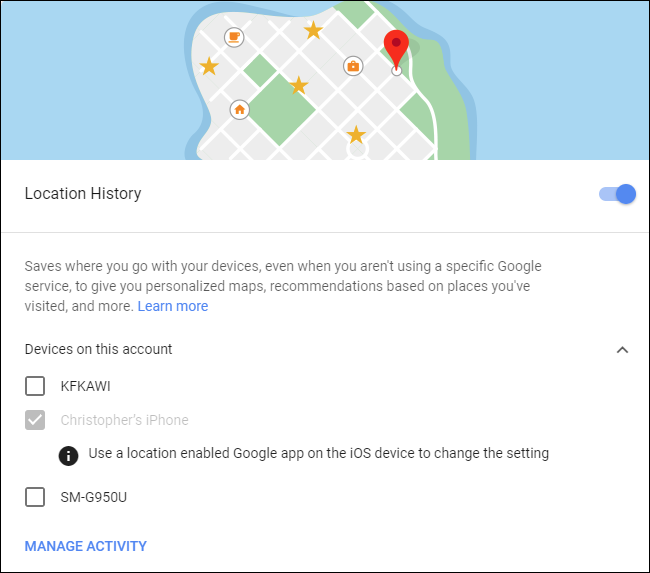 Location History
Saves where you go with your devices, even when you aren't using a specific Google
service, to give you personalized maps, recommendations based on places you've
visited, and more. Learn more
Devices on this account
KFKAWI
Christopher's iPhone
Use a location enabled Google app on the iOS device to change the setting
SM-G950U
MANAGE ACTIVITY